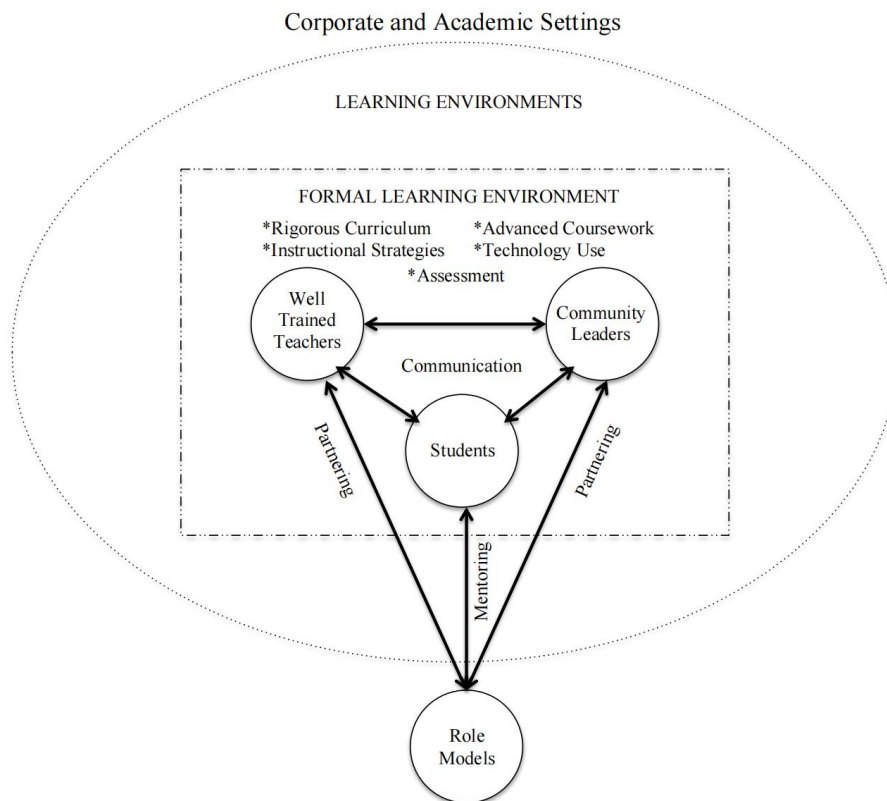 Corporate and Academic Settings
LEARNING ENVIRONMENTS
FORMAL LEARNING ENVIRONMENT
*Rigorous Curriculum
*Advanced Coursework
*Instructional Strategies
*Technology Use
*Assessment
Well
Trained
Teachers
Community
Leaders
Communication
Students
Partnering
Partnering
Mentoring
Role
Models